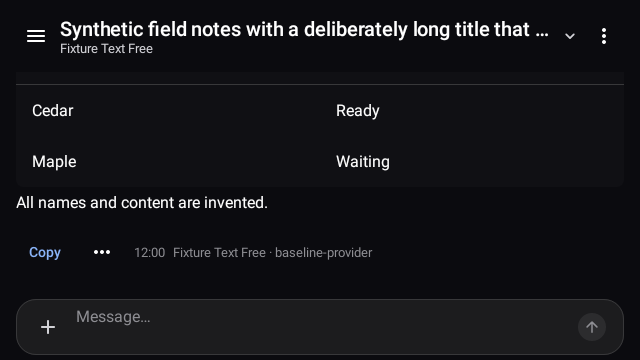 Synthetic field notes with a deliberately long title that …
Fixture Text Free
Cedar Ready
Maple Waiting
All names and content are invented.
Copy ••• 12:00 Fixture Text Free · baseline-provider
Message…